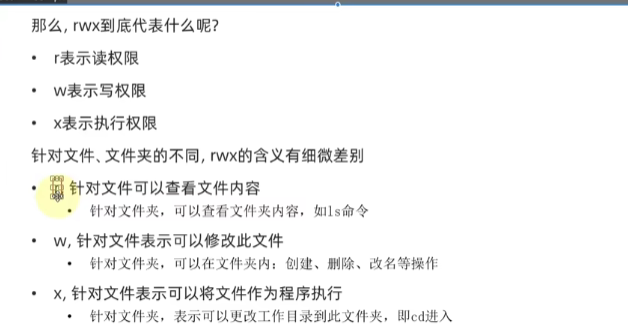 那么, rwx到底代表什么呢?
• r表示读权限
• w表示写权限
• x表示执行权限
针对文件、文件夹的不同, rwx的含义有细微差别
• 针对文件可以查看文件内容
• 针对文件夹，可以查看文件夹内容，如ls命令
• w, 针对文件表示可以修改此文件
• 针对文件夹，可以在文件夹内：创建、删除、改名等操作
• x, 针对文件表示可以将文件作为程序执行
• 针对文件夹，表示可以更改工作目录到此文件夹，即cd进入